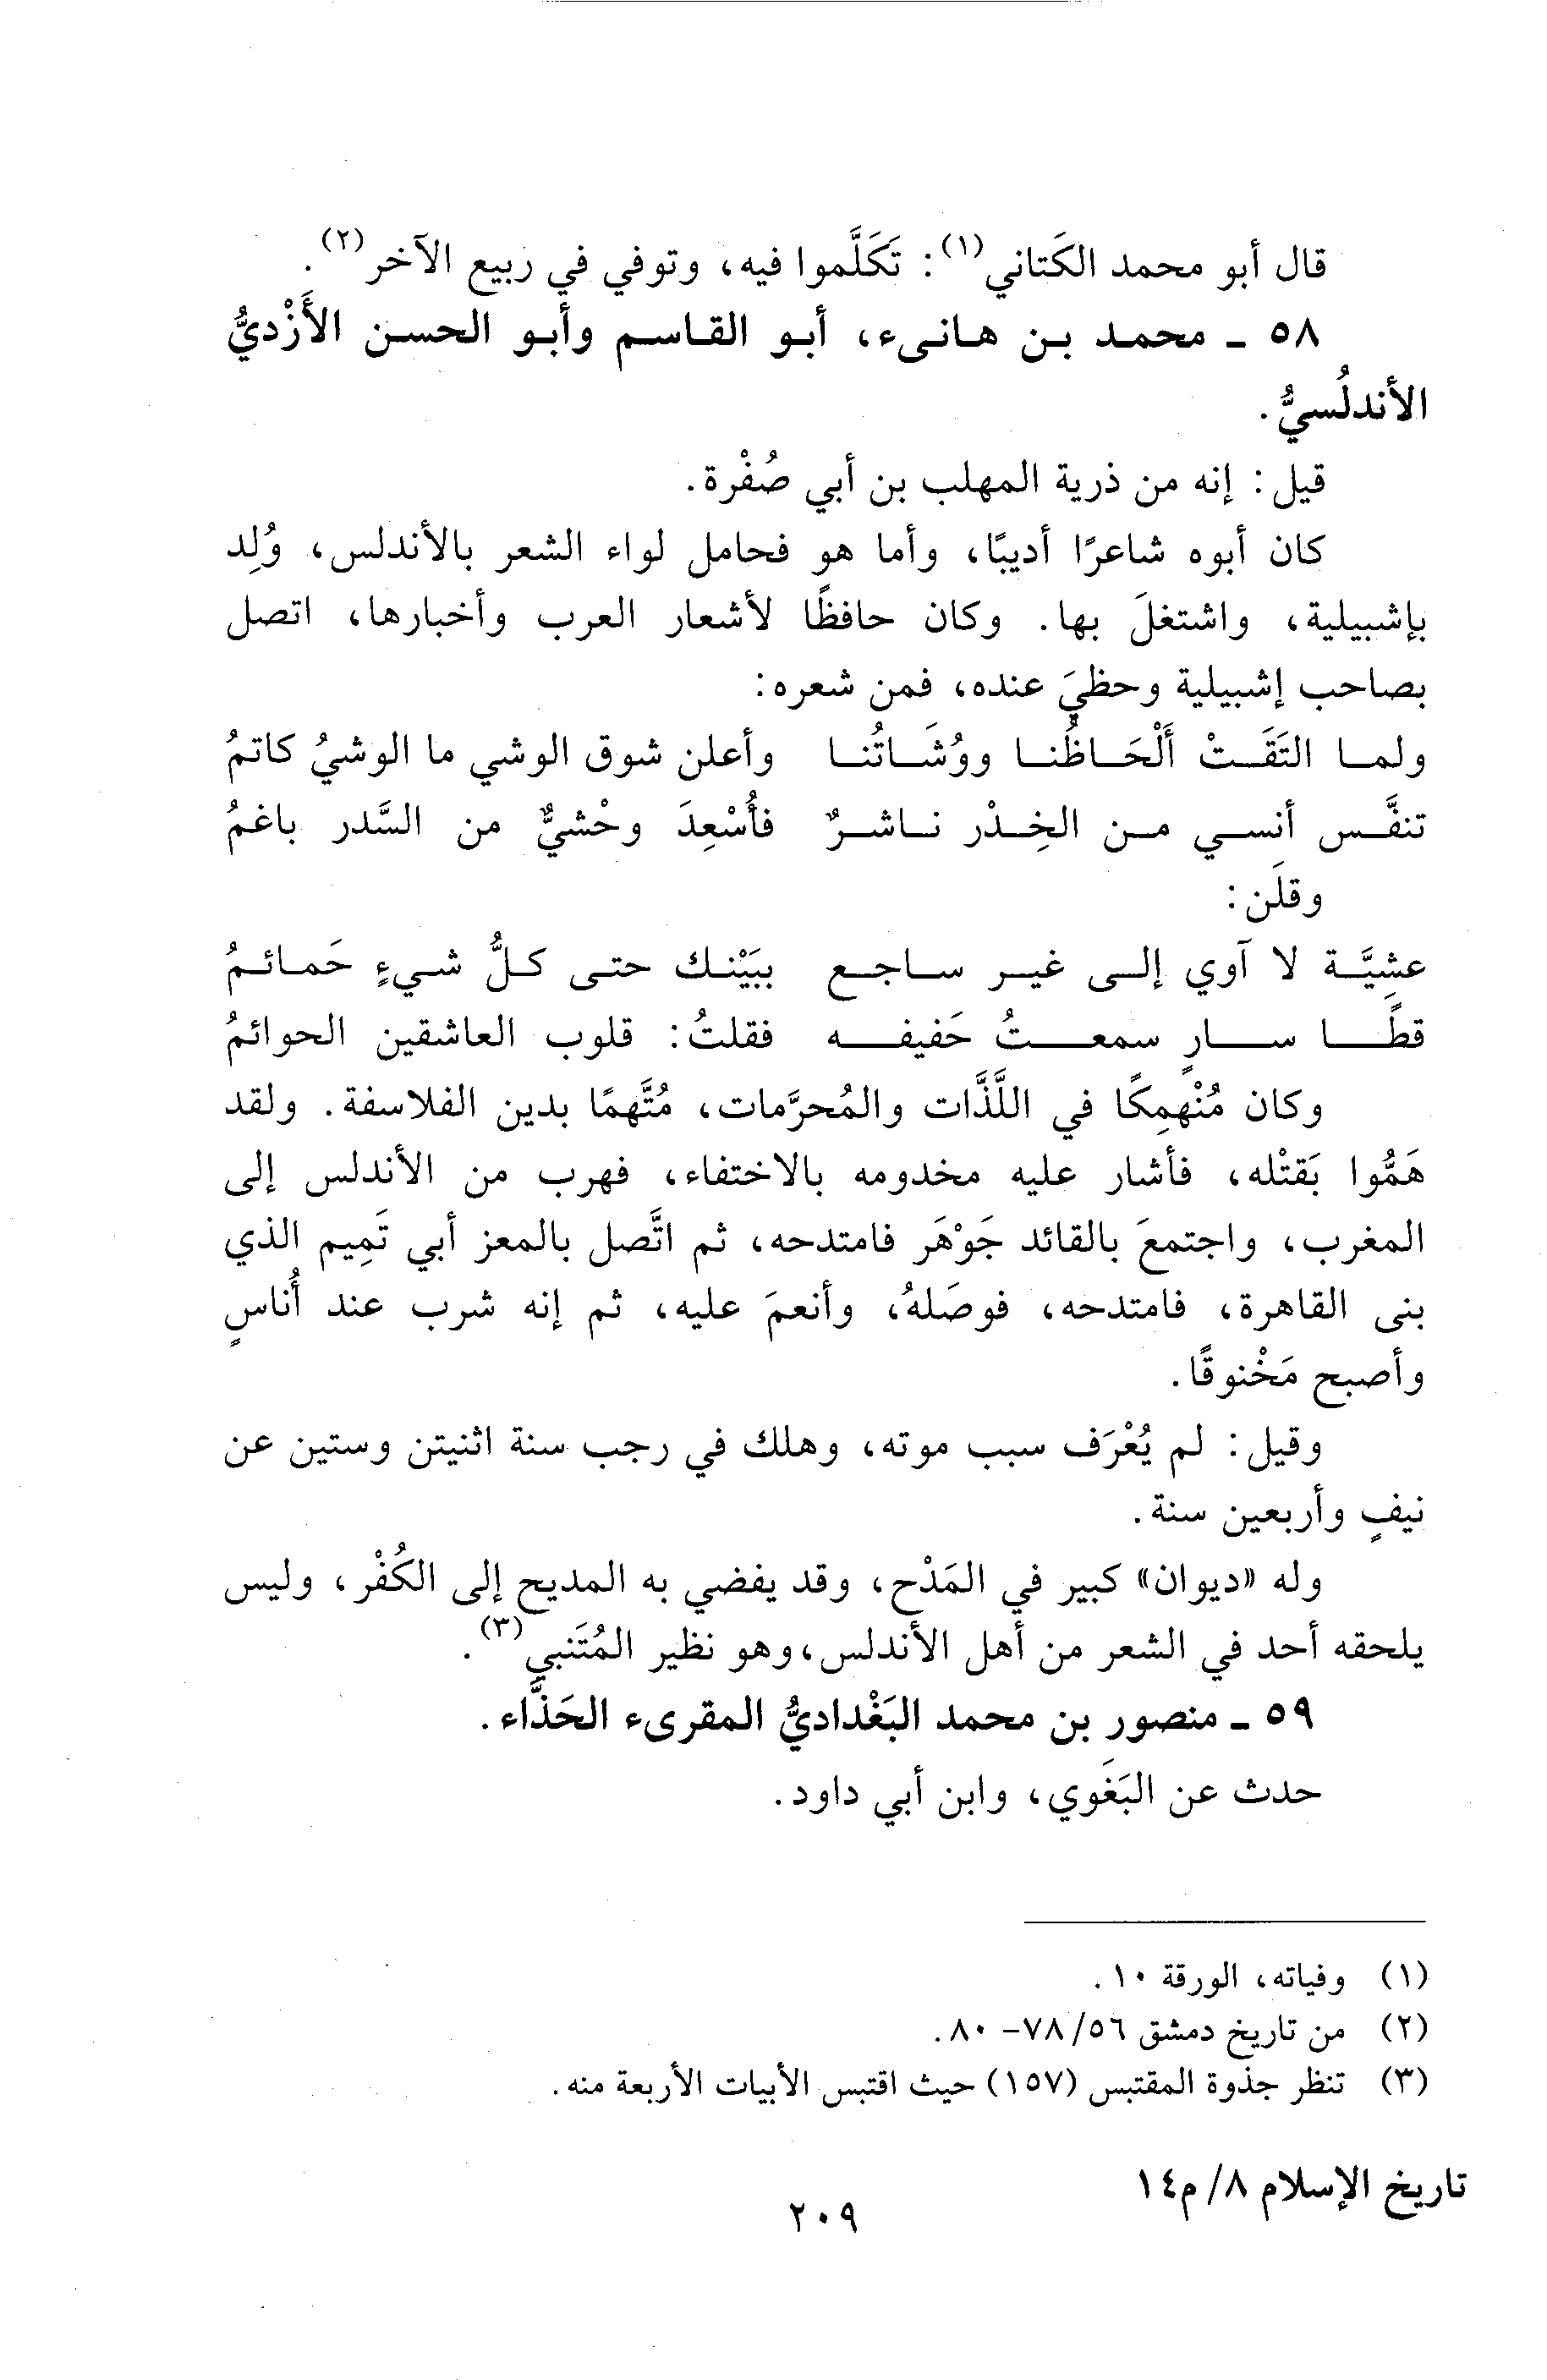 قال أبو محمد الكَتاني(١): تَكَلَّموا فيه، وتوفي في ربيع الآخر(٢).
٥٨ ـ محمد بن هانىء، أبو القاسم وأبو الحسن الأَزْديُّ
الأندلُسيُّ.
قيل: إنه من ذرية المهلب بن أبي صُفْرة.
كان أبوه شاعرًا أديبًا، وأما هو فحامل لواء الشعر بالأندلس، وُلِد
بإشبيلية، واشتغلَ بها. وكان حافظًا لأشعار العرب وأخبارها، اتصل
بصاحب إشبيلية وحظيَ عنده، فمن شعره:
ولما التَقَتْ أَلْحَاظُنا ووُشَاتُنا وأعلن شوق الوشي ما الوشيُ كاتمُ
تنفَّس أنسي من الخِدْر ناشرٌ فأُسْعِدَ وحْشيٌّ من السَّدر باغمُ
وقلَن:
عشِيَّة لا آوي إلى غير ساجع ببَيْنك حتى كلُّ شيءٍ حَمائمُ
قطًا سارٍ سمعتُ حَفيفه فقلتُ: قلوب العاشقين الحوائمُ
وكان مُنْهمِكًا في اللَّذَّات والمُحرَّمات، مُتَّهمًا بدين الفلاسفة. ولقد
هَمُّوا بَقتْله، فأشار عليه مخدومه بالاختفاء، فهرب من الأندلس إلى
المغرب، واجتمعَ بالقائد جَوْهَر فامتدحه، ثم اتَّصل بالمعز أبي تَمِيم الذي
بنى القاهرة، فامتدحه، فوصَلهُ، وأنعمَ عليه، ثم إنه شرب عند أُناسٍ
وأصبح مَخْنوقًا.
وقيل: لم يُعْرَف سبب موته، وهلك في رجب سنة اثنيتن وستين عن
نيفٍ وأربعين سنة.
وله «ديوان» كبير في المَدْح، وقد يفضي به المديح إلى الكُفْر، وليس
يلحقه أحد في الشعر من أهل الأندلس، وهو نظير المُتَنبي(٣).
٥٩ ـ منصور بن محمد البَغْداديُّ المقرىء الحَذَّاء.
حدث عن البَغَوي، وابن أبي داود.
(١) وفياته، الورقة ١٠.
(٢) من تاريخ دمشق ٥٦/ ٧٨- ٨٠.
(٣) تنظر جذوة المقتبس (١٥٧) حيث اقتبس الأبيات الأربعة منه.
تاريخ الإسلام ٨/ م١٤
٢٠٩